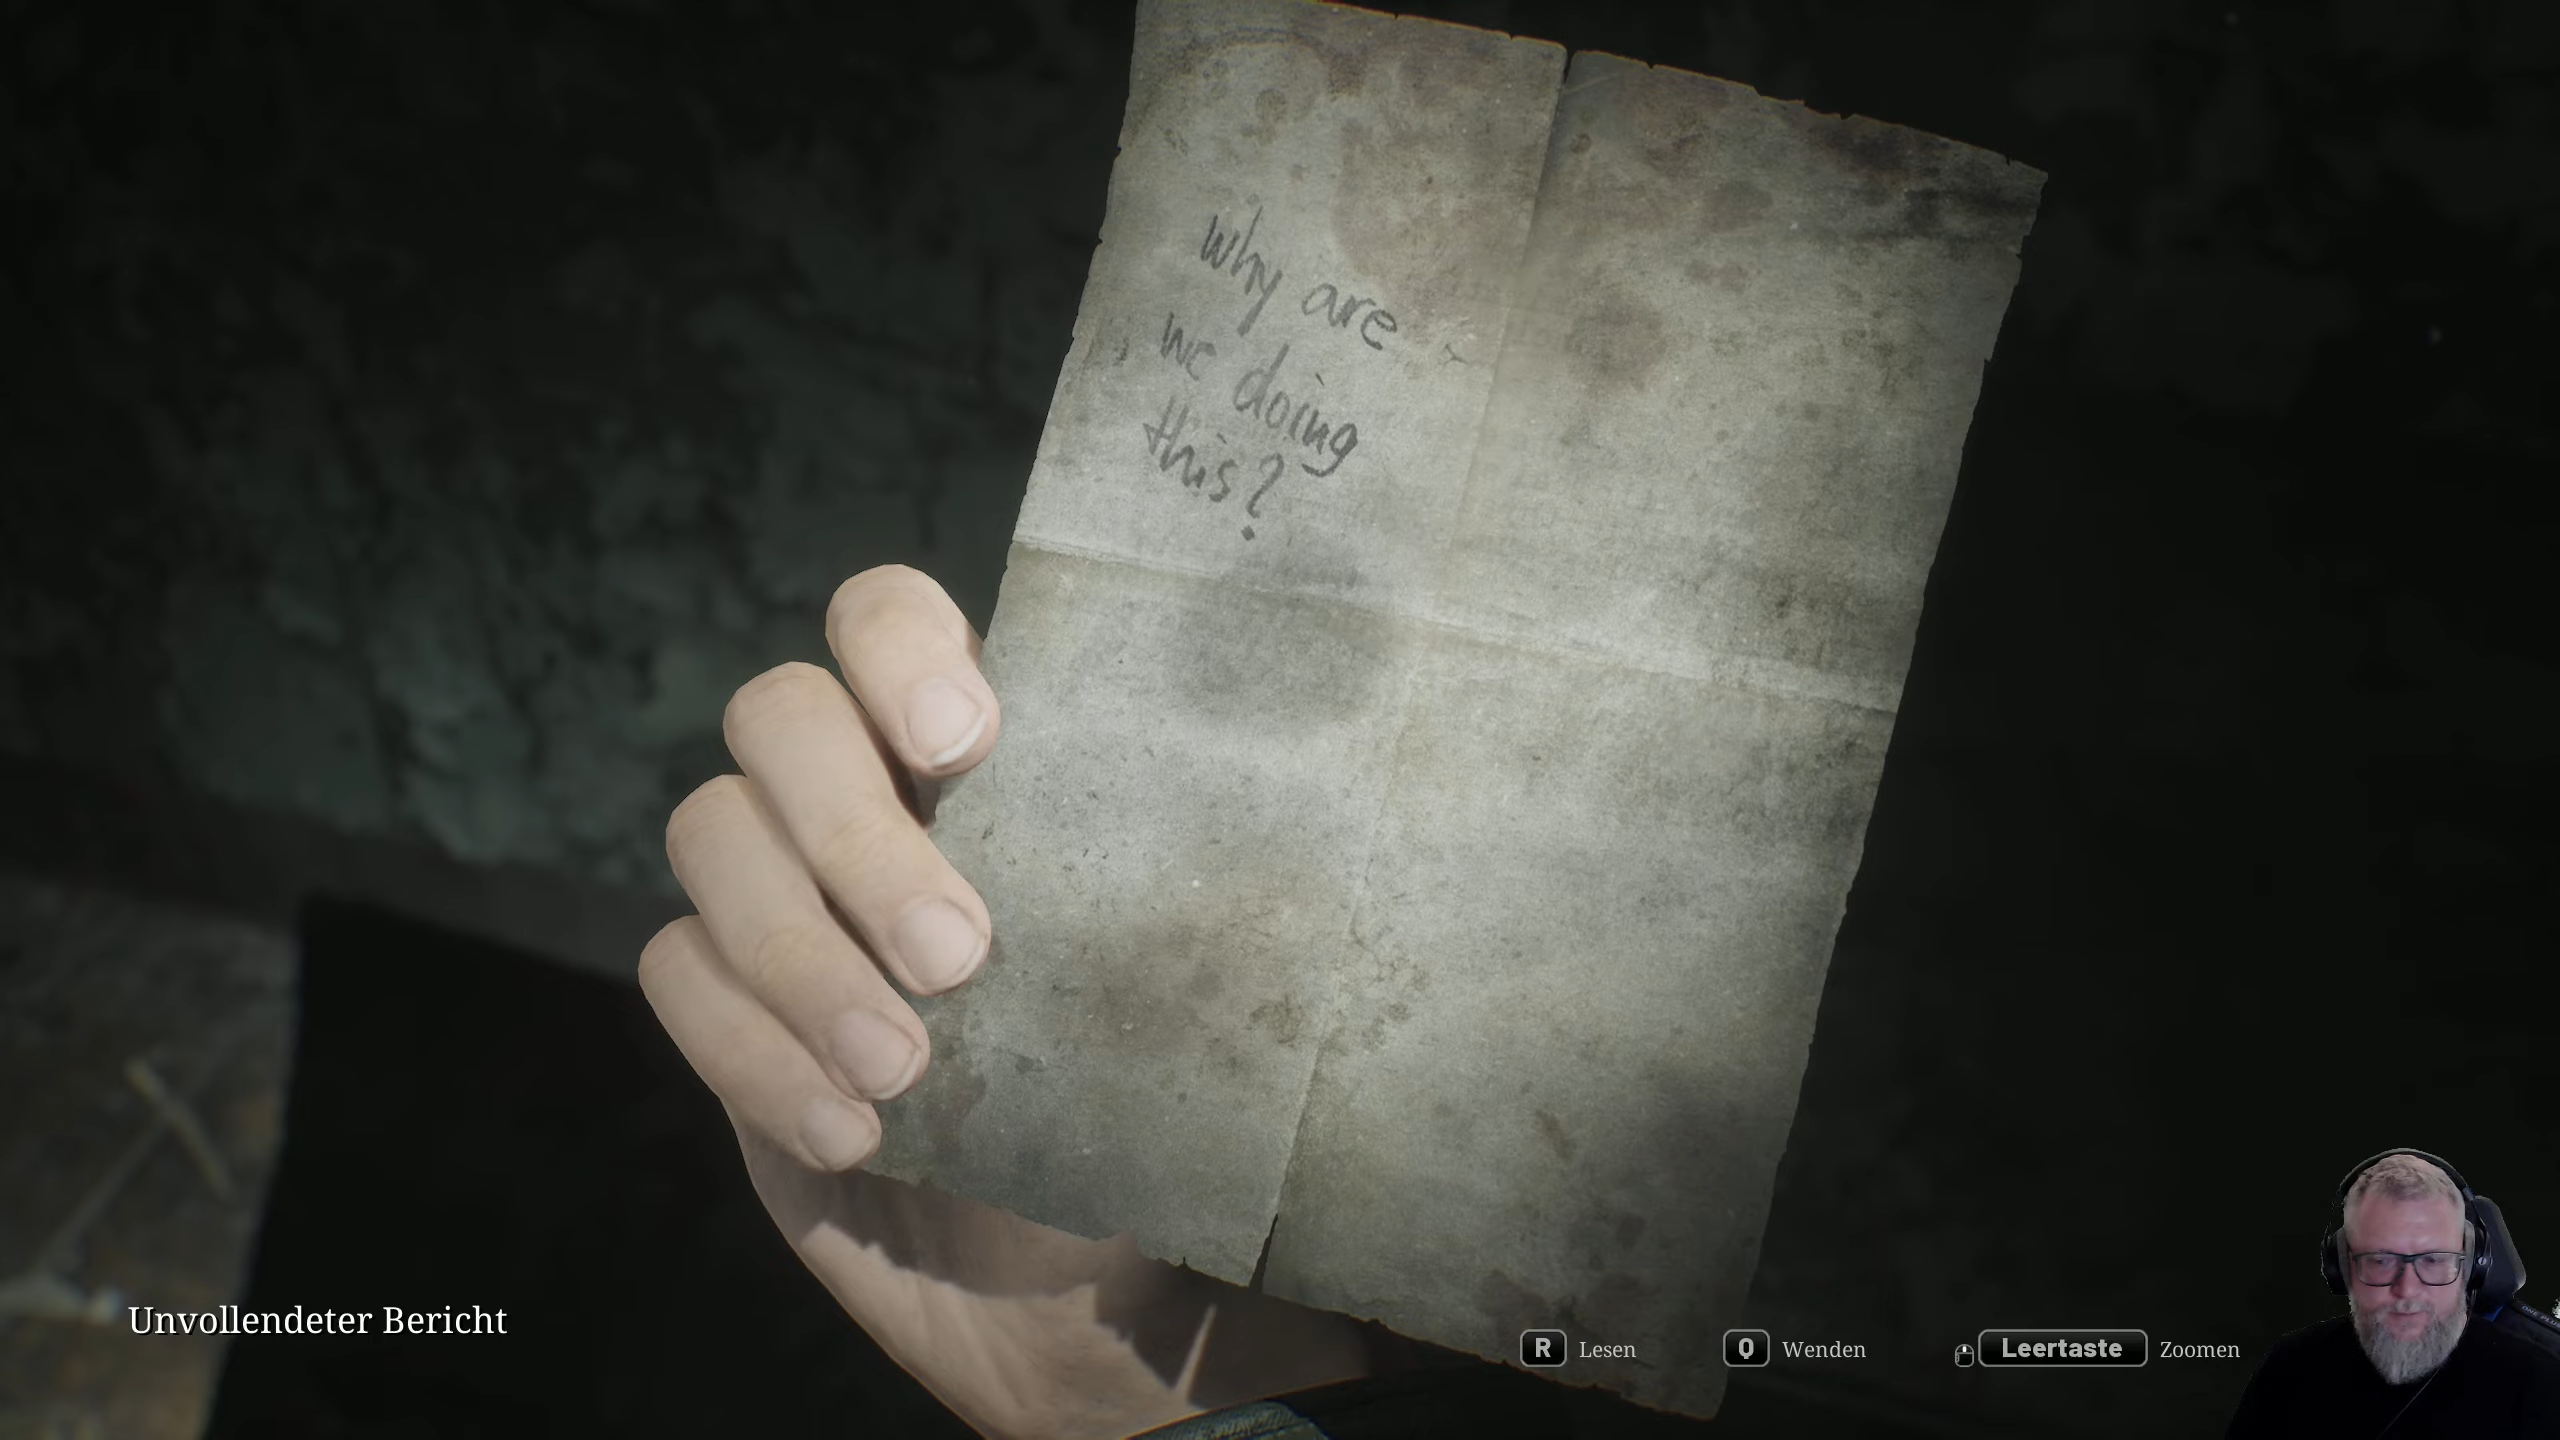 why are
we doing
this?
Unvollendeter Bericht
R Lesen
Q Wenden
Leertaste Zoomen